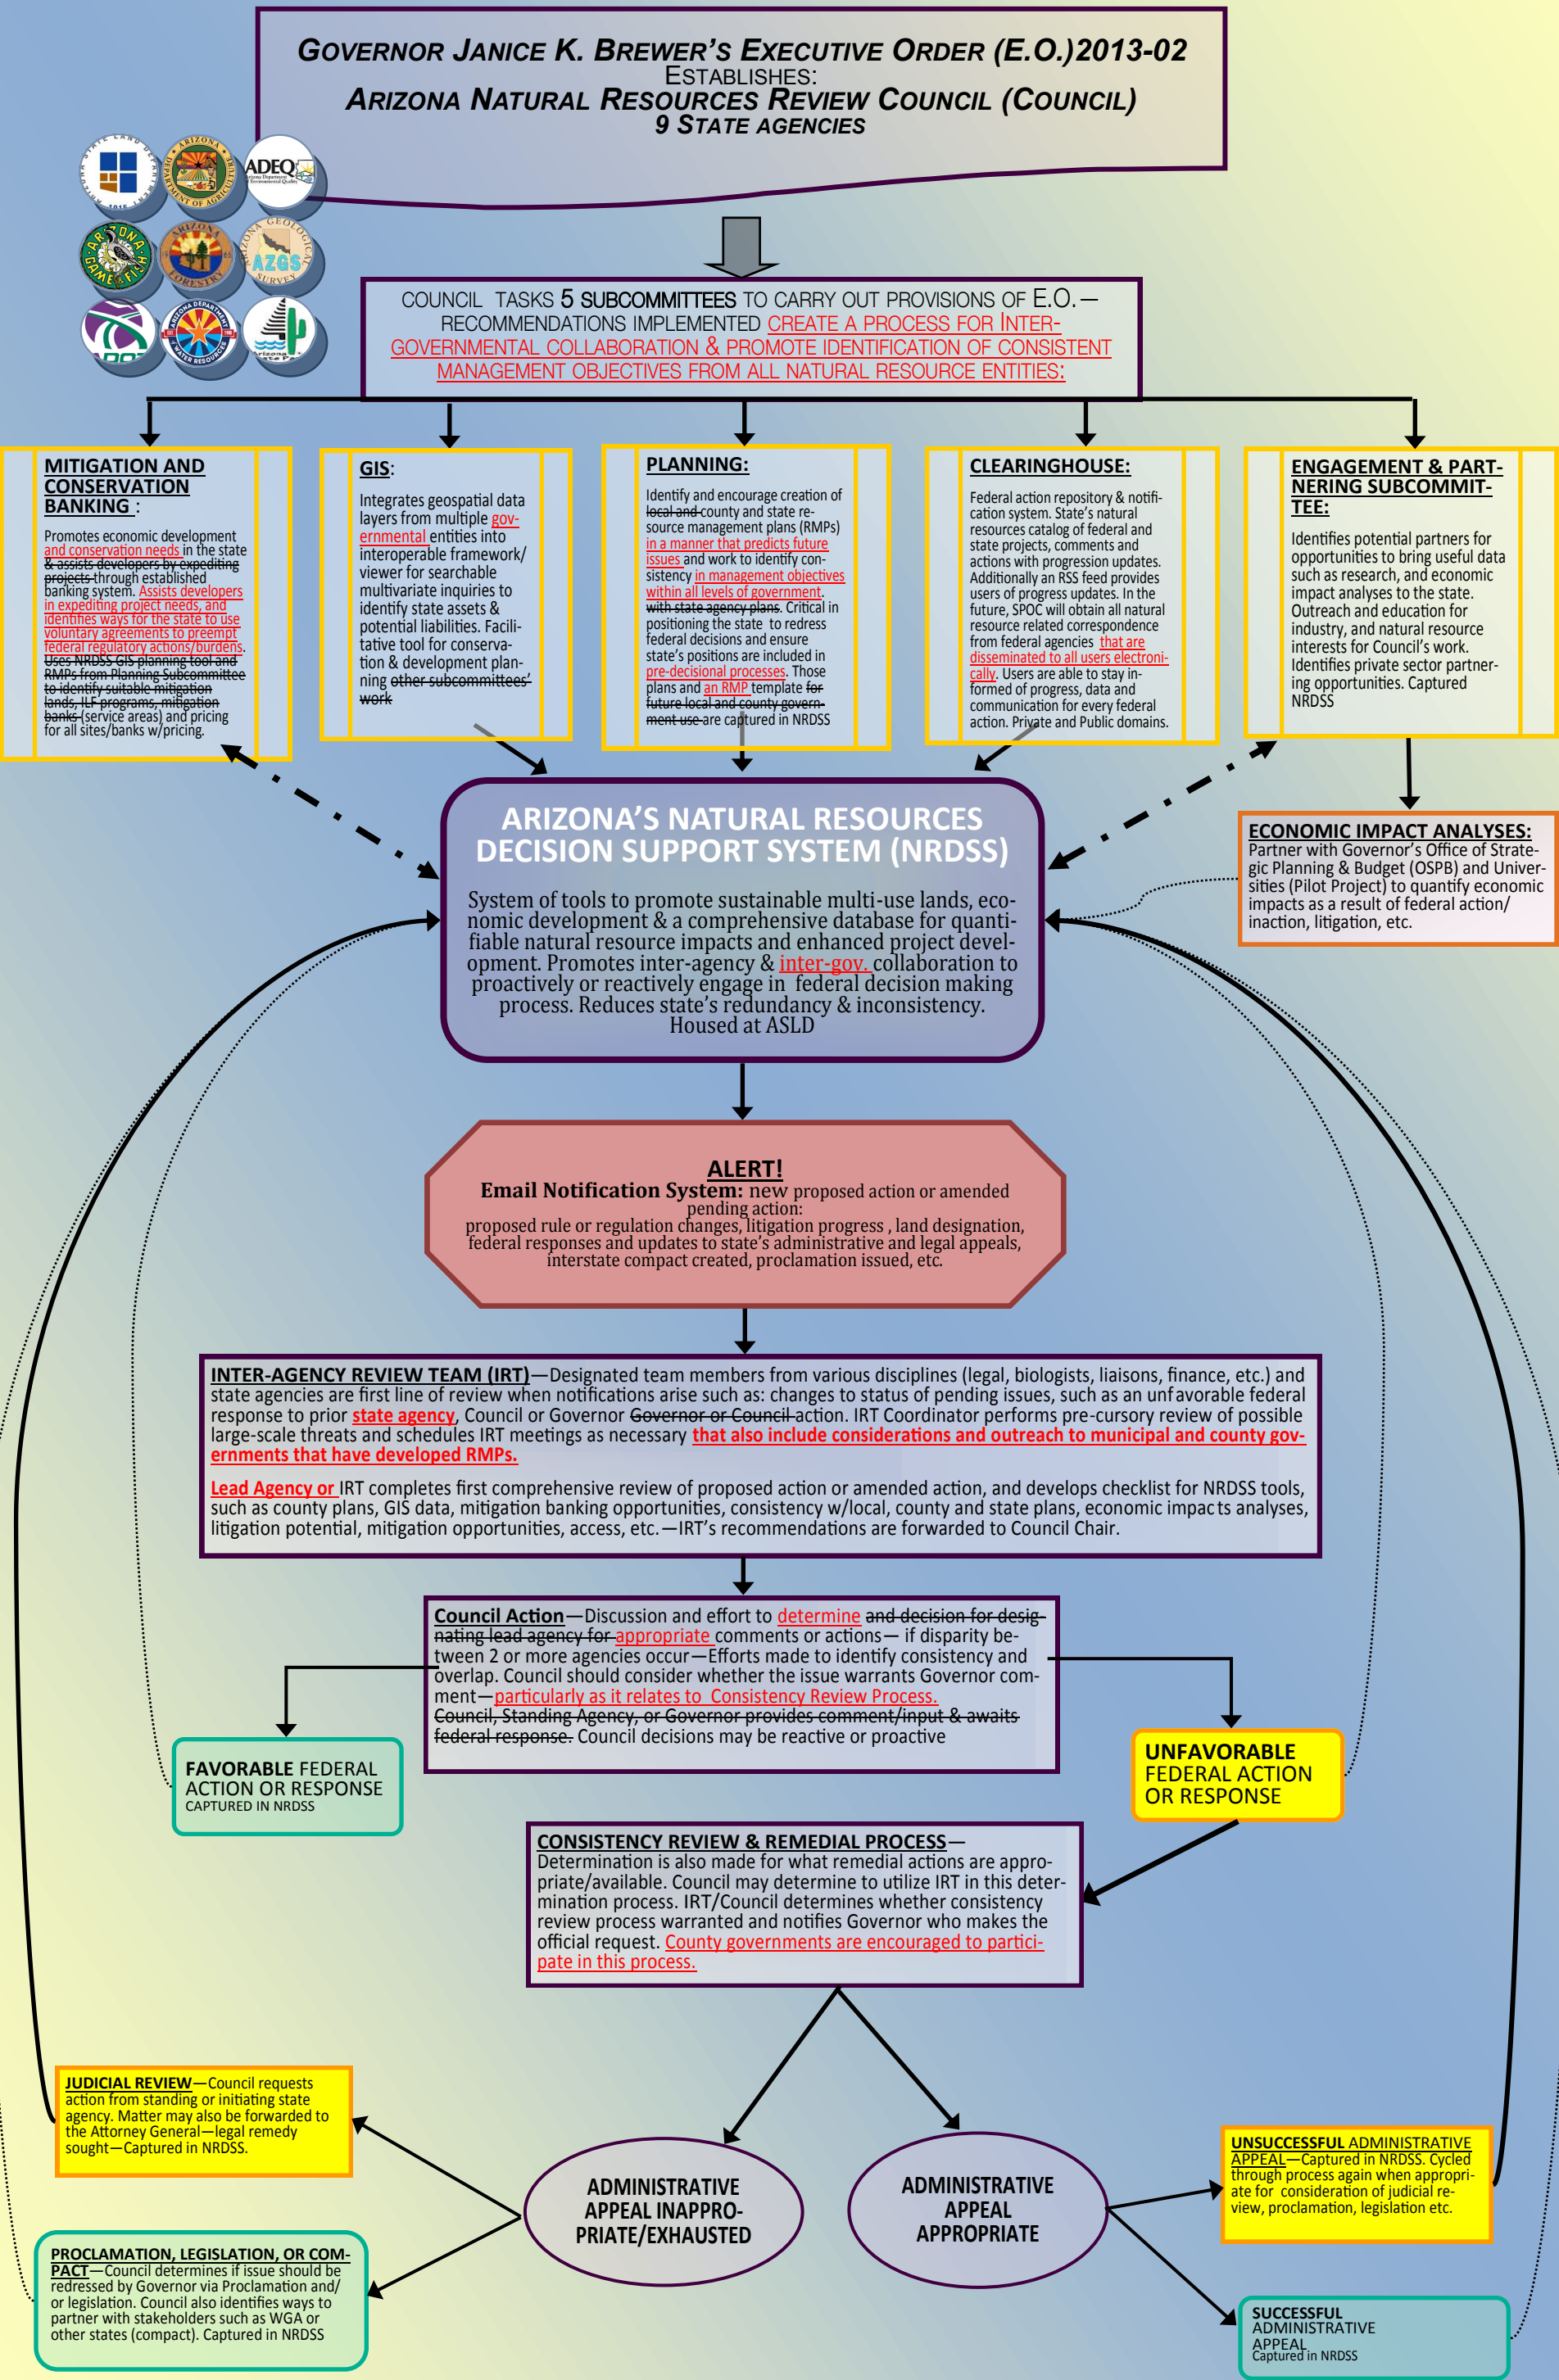 GOVERNOR JANICE K. BREWER'S EXECUTIVE ORDER (E.O.)2013-02
ESTABLISHES:
ARIZONA NATURAL RESOURCES REVIEW COUNCIL (COUNCIL)
9 STATE AGENCIES
ARIZONA
DEPARTMENT OF AGRICULTURE
ADEQ
Arizona Department
of Environmental Quality
1915
ARIZONA
GAME & FISH
ARIZONA
FORESTRY
ARIZONA GEOLOGICAL
AZGS
SURVEY
ADOT
ARIZONA DEPARTMENT
OF WATER RESOURCES
Arizona
State Parks
COUNCIL TASKS 5 SUBCOMMITTEES TO CARRY OUT PROVISIONS OF E.O.—
RECOMMENDATIONS IMPLEMENTED CREATE A PROCESS FOR INTER-
GOVERNMENTAL COLLABORATION & PROMOTE IDENTIFICATION OF CONSISTENT
MANAGEMENT OBJECTIVES FROM ALL NATURAL RESOURCE ENTITIES:
MITIGATION AND
CONSERVATION
BANKING :
Promotes economic development
and conservation needs in the state
& assists developers by expediting
projects through established
banking system. Assists developers
in expediting project needs, and
identifies ways for the state to use
voluntary agreements to preempt
federal regulatory actions/burdens.
Uses NRDSS GIS planning tool and
RMPs from Planning Subcommittee
to identify suitable mitigation
lands, ILF programs, mitigation
banks (service areas) and pricing
for all sites/banks w/pricing.
GIS:
Integrates geospatial data
layers from multiple gov-
ernmental entities into
interoperable framework/
viewer for searchable
multivariate inquiries to
identify state assets &
potential liabilities. Facili-
tative tool for conserva-
tion & development plan-
ning other subcommittees'
work
PLANNING:
Identify and encourage creation of
local and county and state re-
source management plans (RMPs)
in a manner that predicts future
issues and work to identify con-
sistency in management objectives
within all levels of government.
with state agency plans. Critical in
positioning the state to redress
federal decisions and ensure
state's positions are included in
pre-decisional processes. Those
plans and an RMP template for
future local and county govern-
ment use are captured in NRDSS
CLEARINGHOUSE:
Federal action repository & notifi-
cation system. State's natural
resources catalog of federal and
state projects, comments and
actions with progression updates.
Additionally an RSS feed provides
users of progress updates. In the
future, SPOC will obtain all natural
resource related correspondence
from federal agencies that are
disseminated to all users electroni-
cally. Users are able to stay in-
formed of progress, data and
communication for every federal
action. Private and Public domains.
ENGAGEMENT & PART-
NERING SUBCOMMIT-
TEE:
Identifies potential partners for
opportunities to bring useful data
such as research, and economic
impact analyses to the state.
Outreach and education for
industry, and natural resource
interests for Council's work.
Identifies private sector partner-
ing opportunities. Captured
NRDSS
ARIZONA'S NATURAL RESOURCES
DECISION SUPPORT SYSTEM (NRDSS)
System of tools to promote sustainable multi-use lands, eco-
nomic development & a comprehensive database for quanti-
fiable natural resource impacts and enhanced project devel-
opment. Promotes inter-agency & inter-gov. collaboration to
proactively or reactively engage in federal decision making
process. Reduces state's redundancy & inconsistency.
Housed at ASLD
ECONOMIC IMPACT ANALYSES:
Partner with Governor's Office of Strate-
gic Planning & Budget (OSPB) and Univer-
sities (Pilot Project) to quantify economic
impacts as a result of federal action/
inaction, litigation, etc.
ALERT!
Email Notification System: new proposed action or amended
pending action:
proposed rule or regulation changes, litigation progress , land designation,
federal responses and updates to state's administrative and legal appeals,
interstate compact created, proclamation issued, etc.
INTER-AGENCY REVIEW TEAM (IRT)—Designated team members from various disciplines (legal, biologists, liaisons, finance, etc.) and
state agencies are first line of review when notifications arise such as: changes to status of pending issues, such as an unfavorable federal
response to prior state agency, Council or Governor Governor or Council action. IRT Coordinator performs pre-cursory review of possible
large-scale threats and schedules IRT meetings as necessary that also include considerations and outreach to municipal and county gov-
ernments that have developed RMPs.
Lead Agency or IRT completes first comprehensive review of proposed action or amended action, and develops checklist for NRDSS tools,
such as county plans, GIS data, mitigation banking opportunities, consistency w/local, county and state plans, economic impacts analyses,
litigation potential, mitigation opportunities, access, etc.—IRT's recommendations are forwarded to Council Chair.
Council Action—Discussion and effort to determine and decision for desig-
nating lead agency for appropriate comments or actions— if disparity be-
tween 2 or more agencies occur—Efforts made to identify consistency and
overlap. Council should consider whether the issue warrants Governor com-
ment—particularly as it relates to Consistency Review Process.
Council, Standing Agency, or Governor provides comment/input & awaits
federal response. Council decisions may be reactive or proactive
FAVORABLE FEDERAL
ACTION OR RESPONSE
CAPTURED IN NRDSS
UNFAVORABLE
FEDERAL ACTION
OR RESPONSE
CONSISTENCY REVIEW & REMEDIAL PROCESS—
Determination is also made for what remedial actions are appro-
priate/available. Council may determine to utilize IRT in this deter-
mination process. IRT/Council determines whether consistency
review process warranted and notifies Governor who makes the
official request. County governments are encouraged to partici-
pate in this process.
JUDICIAL REVIEW—Council requests
action from standing or initiating state
agency. Matter may also be forwarded to
the Attorney General—legal remedy
sought—Captured in NRDSS.
ADMINISTRATIVE
APPEAL INAPPRO-
PRIATE/EXHAUSTED
ADMINISTRATIVE
APPEAL
APPROPRIATE
UNSUCCESSFUL ADMINISTRATIVE
APPEAL—Captured in NRDSS. Cycled
through process again when appropri-
ate for consideration of judicial re-
view, proclamation, legislation etc.
PROCLAMATION, LEGISLATION, OR COM-
PACT—Council determines if issue should be
redressed by Governor via Proclamation and/
or legislation. Council also identifies ways to
partner with stakeholders such as WGA or
other states (compact). Captured in NRDSS
SUCCESSFUL
ADMINISTRATIVE
APPEAL
Captured in NRDSS